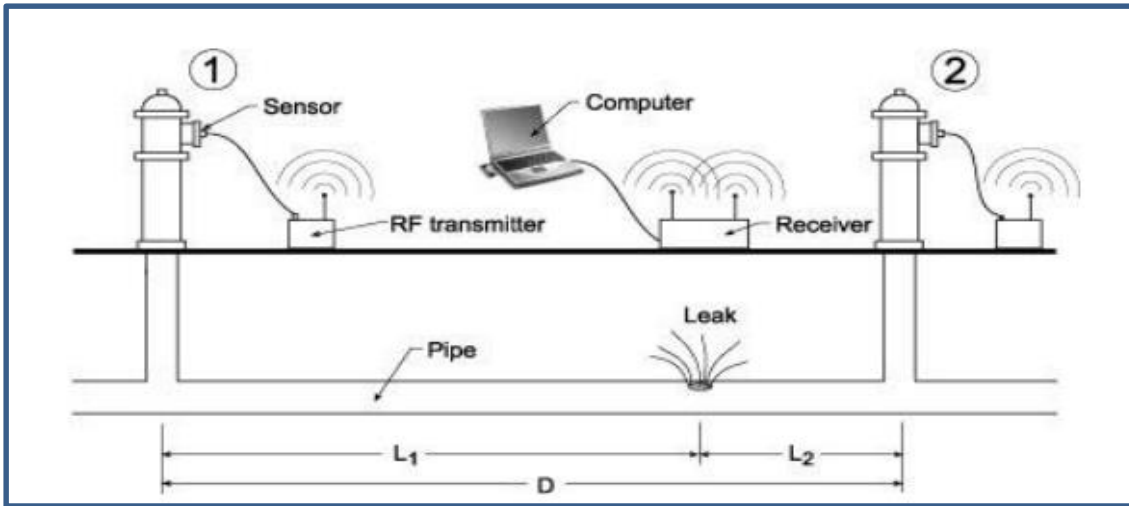 ① ②
Sensor
Computer
RF transmitter
Receiver
Leak
Pipe
L₁ L₂
D